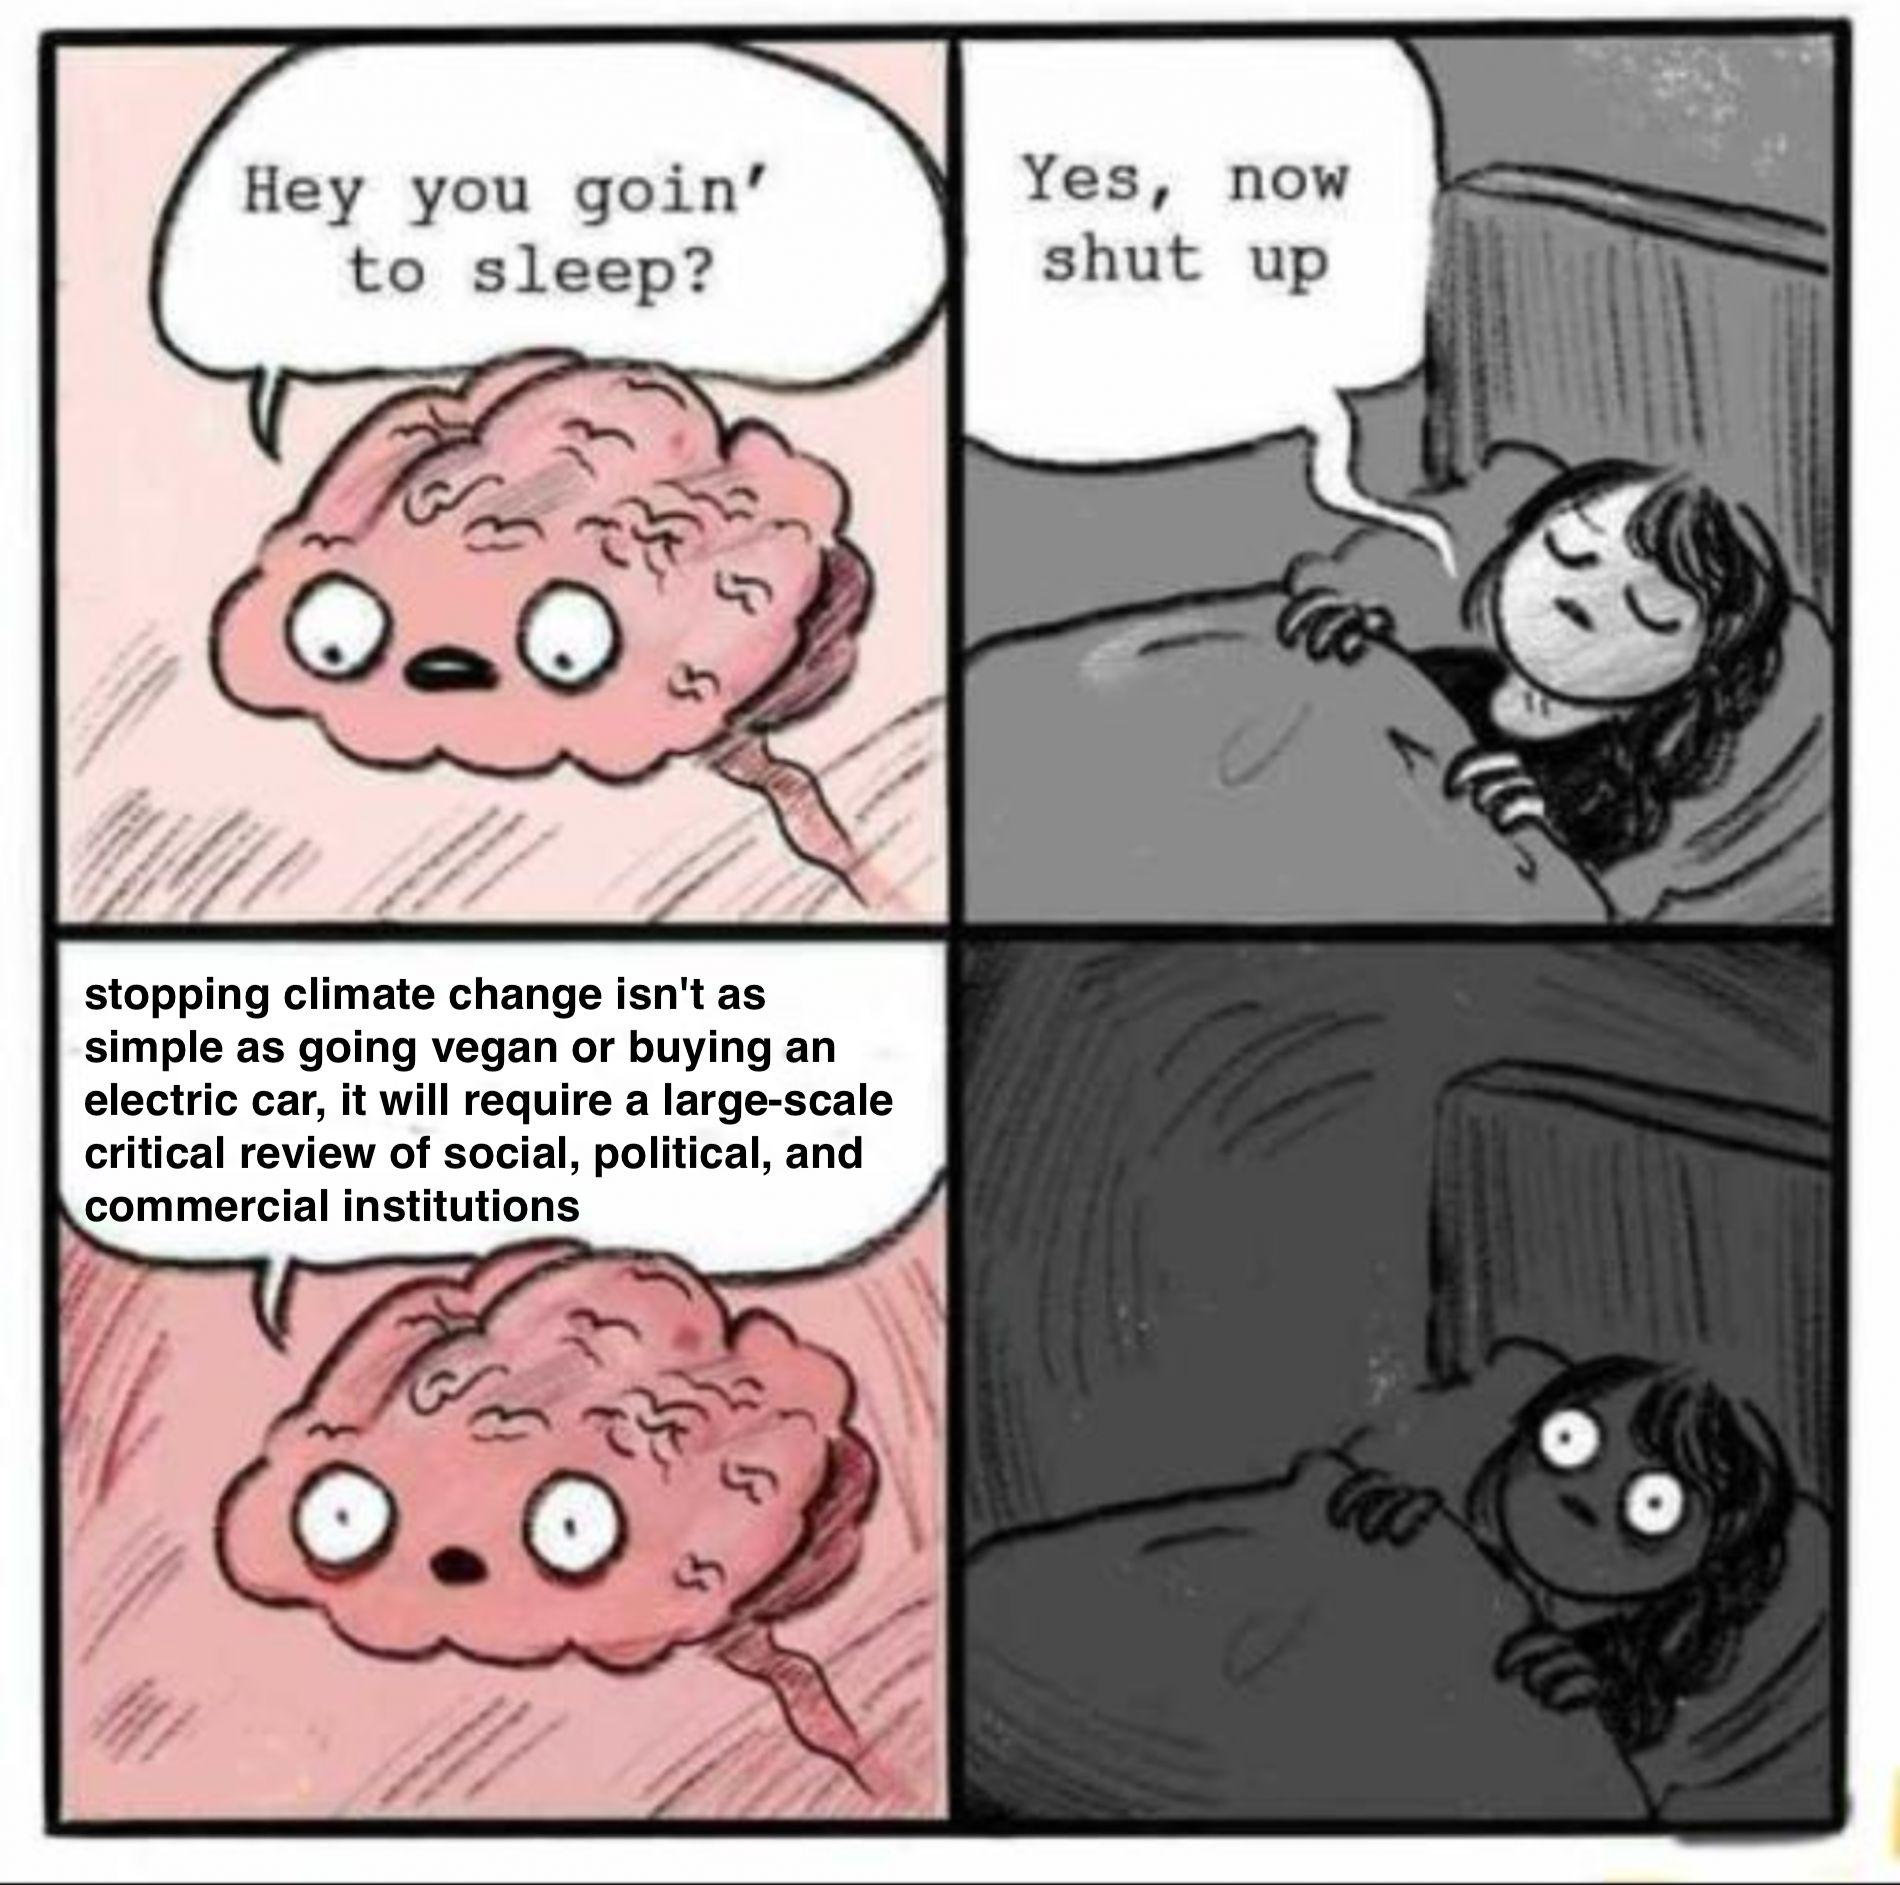 Hey you goin'
to sleep?
Yes, now
shut up
stopping climate change isn't as
simple as going vegan or buying an
electric car, it will require a large-scale
critical review of social, political, and
commercial institutions